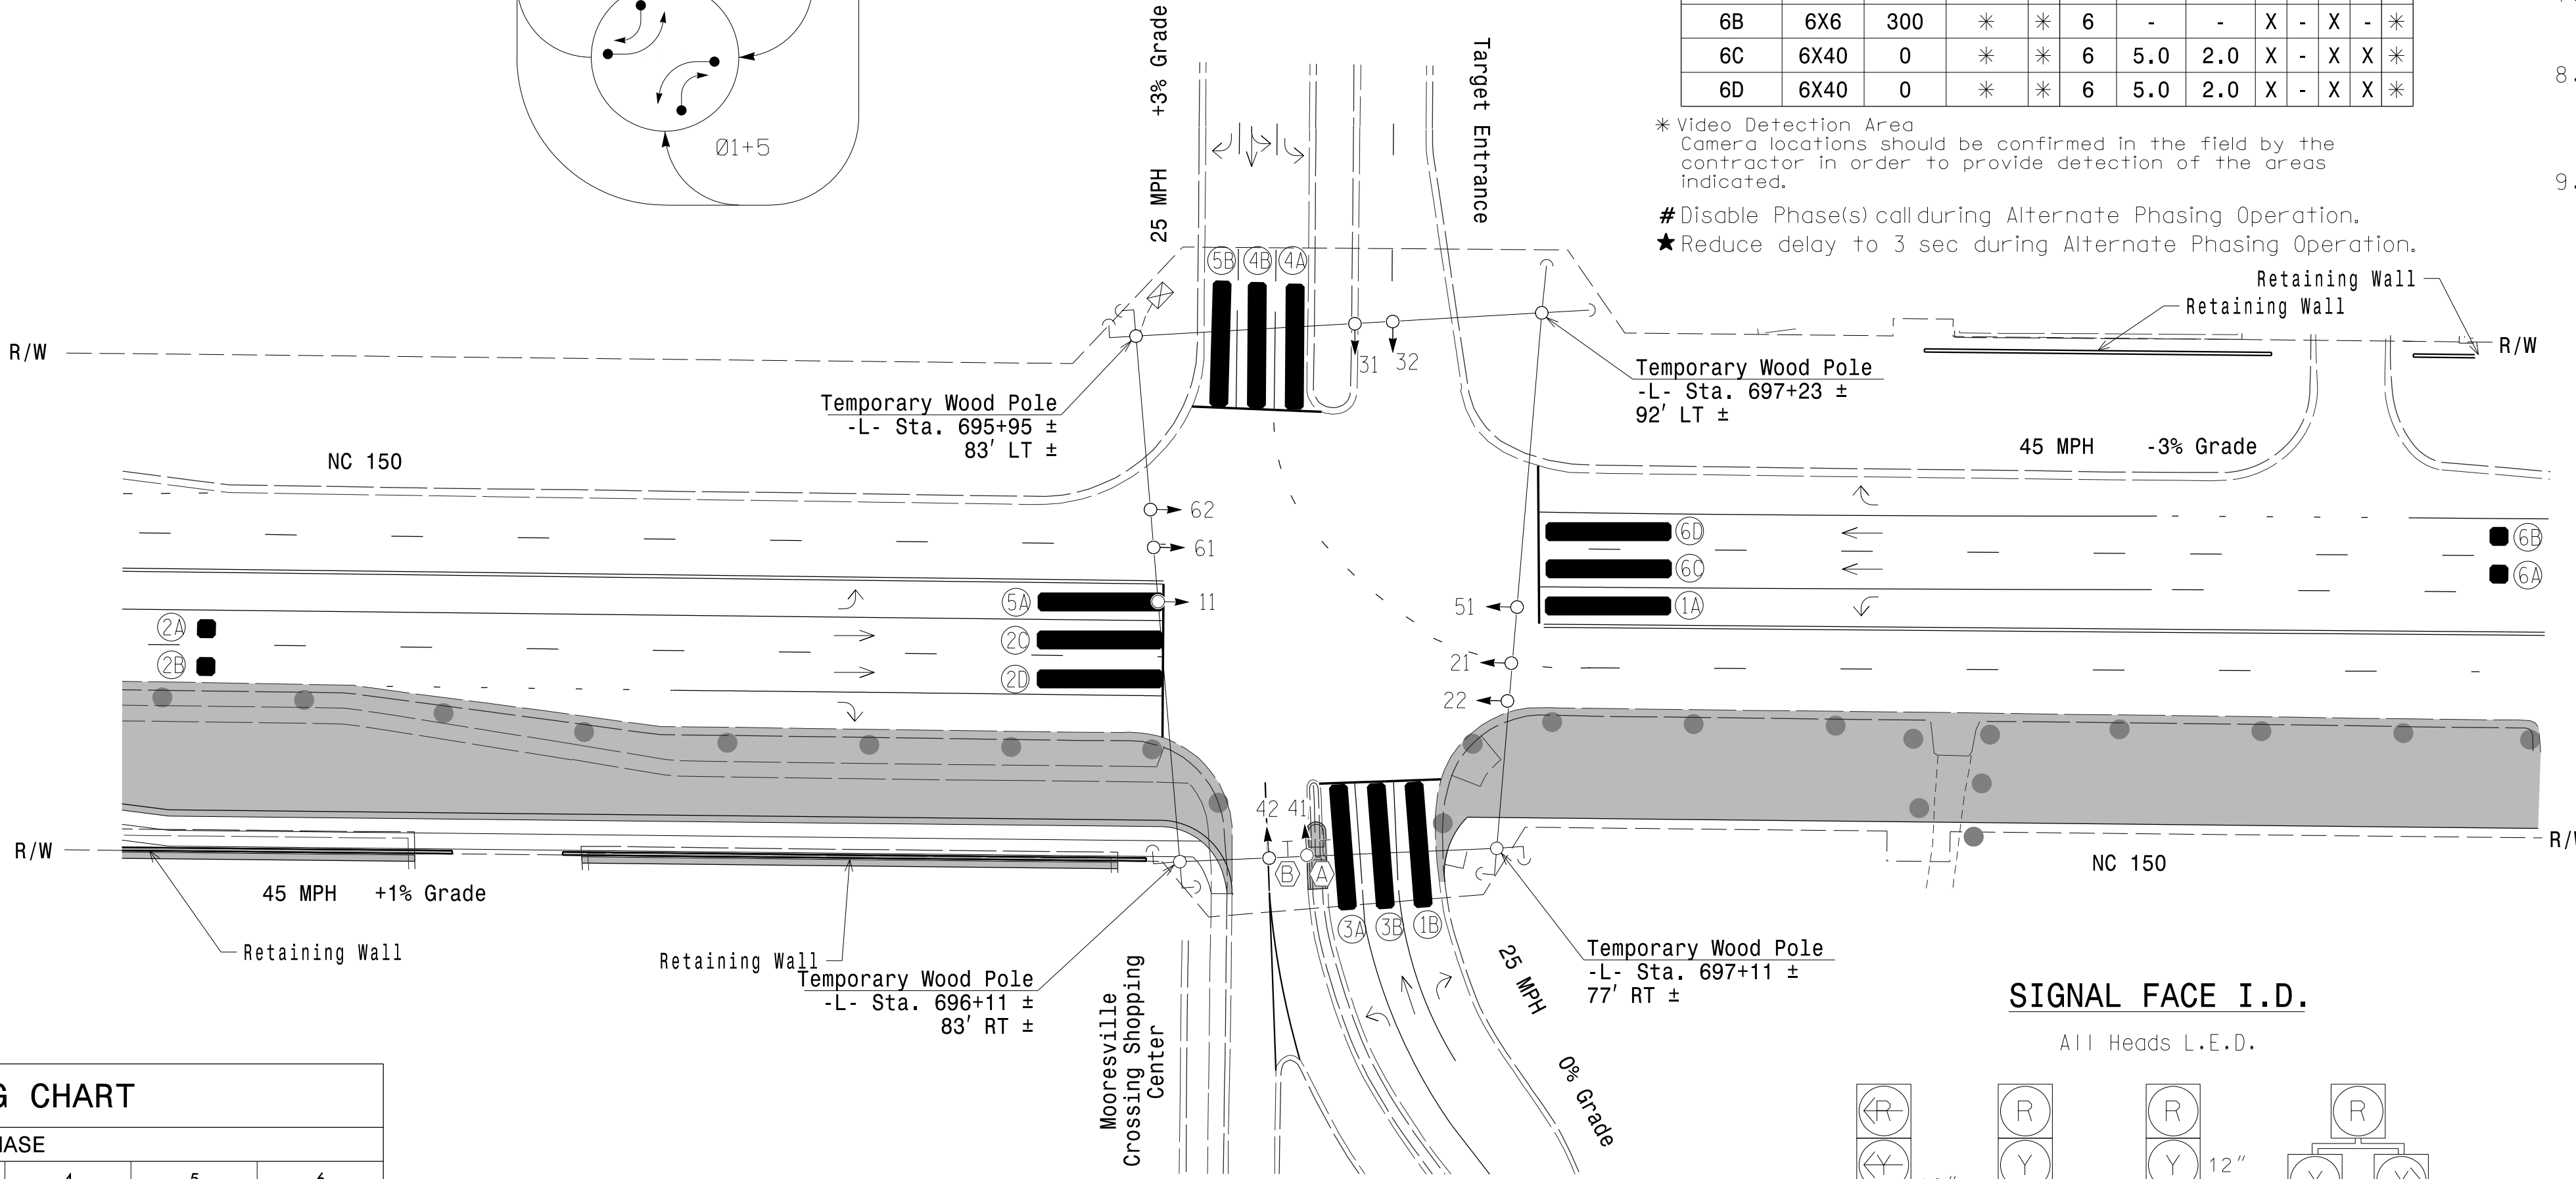 Ø1+5
+3% Grade
25 MPH
Target Entrance
6B 6X6 300 * * 6 - - X - X - *
6C 6X40 0 * * 6 5.0 2.0 X - X X *
6D 6X40 0 * * 6 5.0 2.0 X - X X *
8.
9.
* Video Detection Area
Camera locations should be confirmed in the field by the
contractor in order to provide detection of the areas
indicated.
# Disable Phase(s) call during Alternate Phasing Operation.
★ Reduce delay to 3 sec during Alternate Phasing Operation.
Retaining Wall
Retaining Wall
5B 4B 4A
R/W
R/W
31 32
Temporary Wood Pole
-L- Sta. 695+95 ±
83' LT ±
Temporary Wood Pole
-L- Sta. 697+23 ±
92' LT ±
NC 150
45 MPH -3% Grade
62
61
11
6D
6C
1A
6B
6A
5A
2C
2D
2A
2B
51
21
22
42 41
B A
R/W
R/W
45 MPH +1% Grade
NC 150
3A 3B 1B
Retaining Wall
Retaining Wall
Temporary Wood Pole
-L- Sta. 696+11 ±
83' RT ±
Temporary Wood Pole
-L- Sta. 697+11 ±
77' RT ±
Mooresville
Crossing Shopping
Center
25 MPH
0% Grade
SIGNAL FACE I.D.
All Heads L.E.D.
R R R R
Y Y Y 12" Y Y
G CHART
HASE
4 5 6